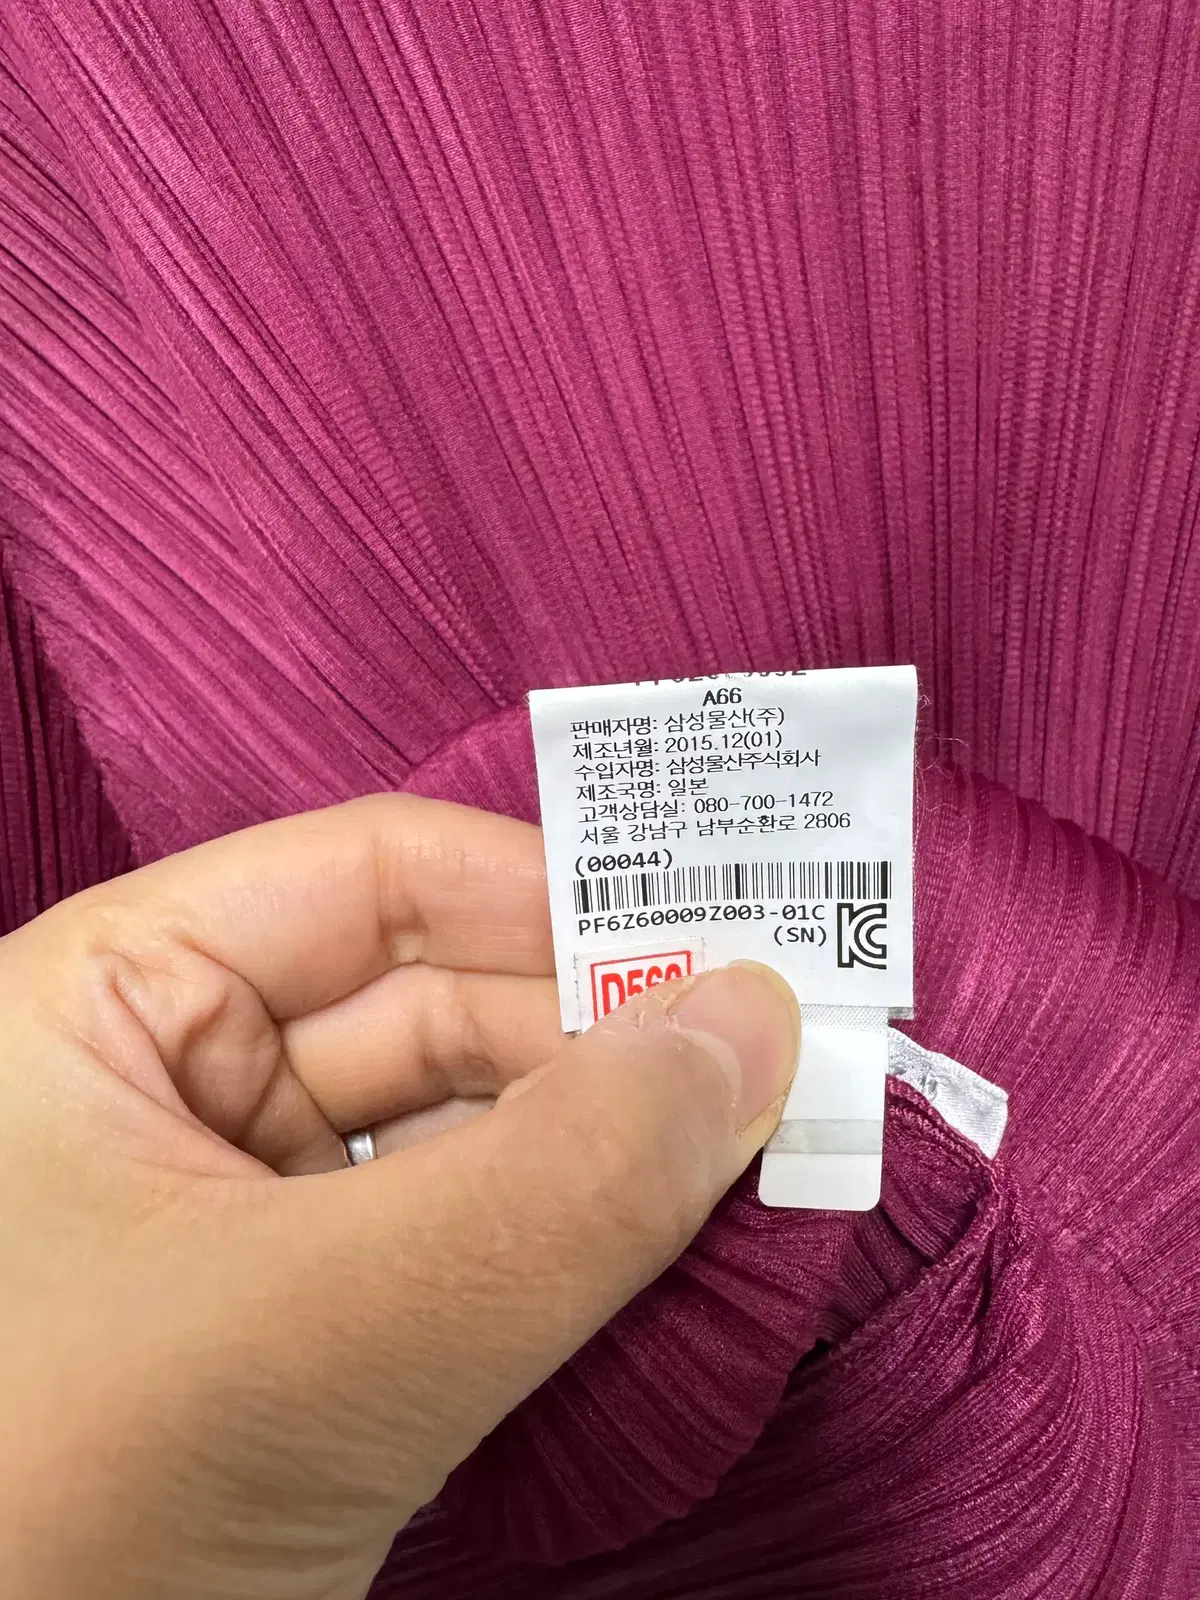 A66
판매자명: 삼성물산(주)
제조년월: 2015.12(01)
수입자명: 삼성물산주식회사
제조국명: 일본
고객상담실: 080-700-1472
서울 강남구 남부순환로 2806
(00044)
PF6Z60009Z003-01C
(SN)